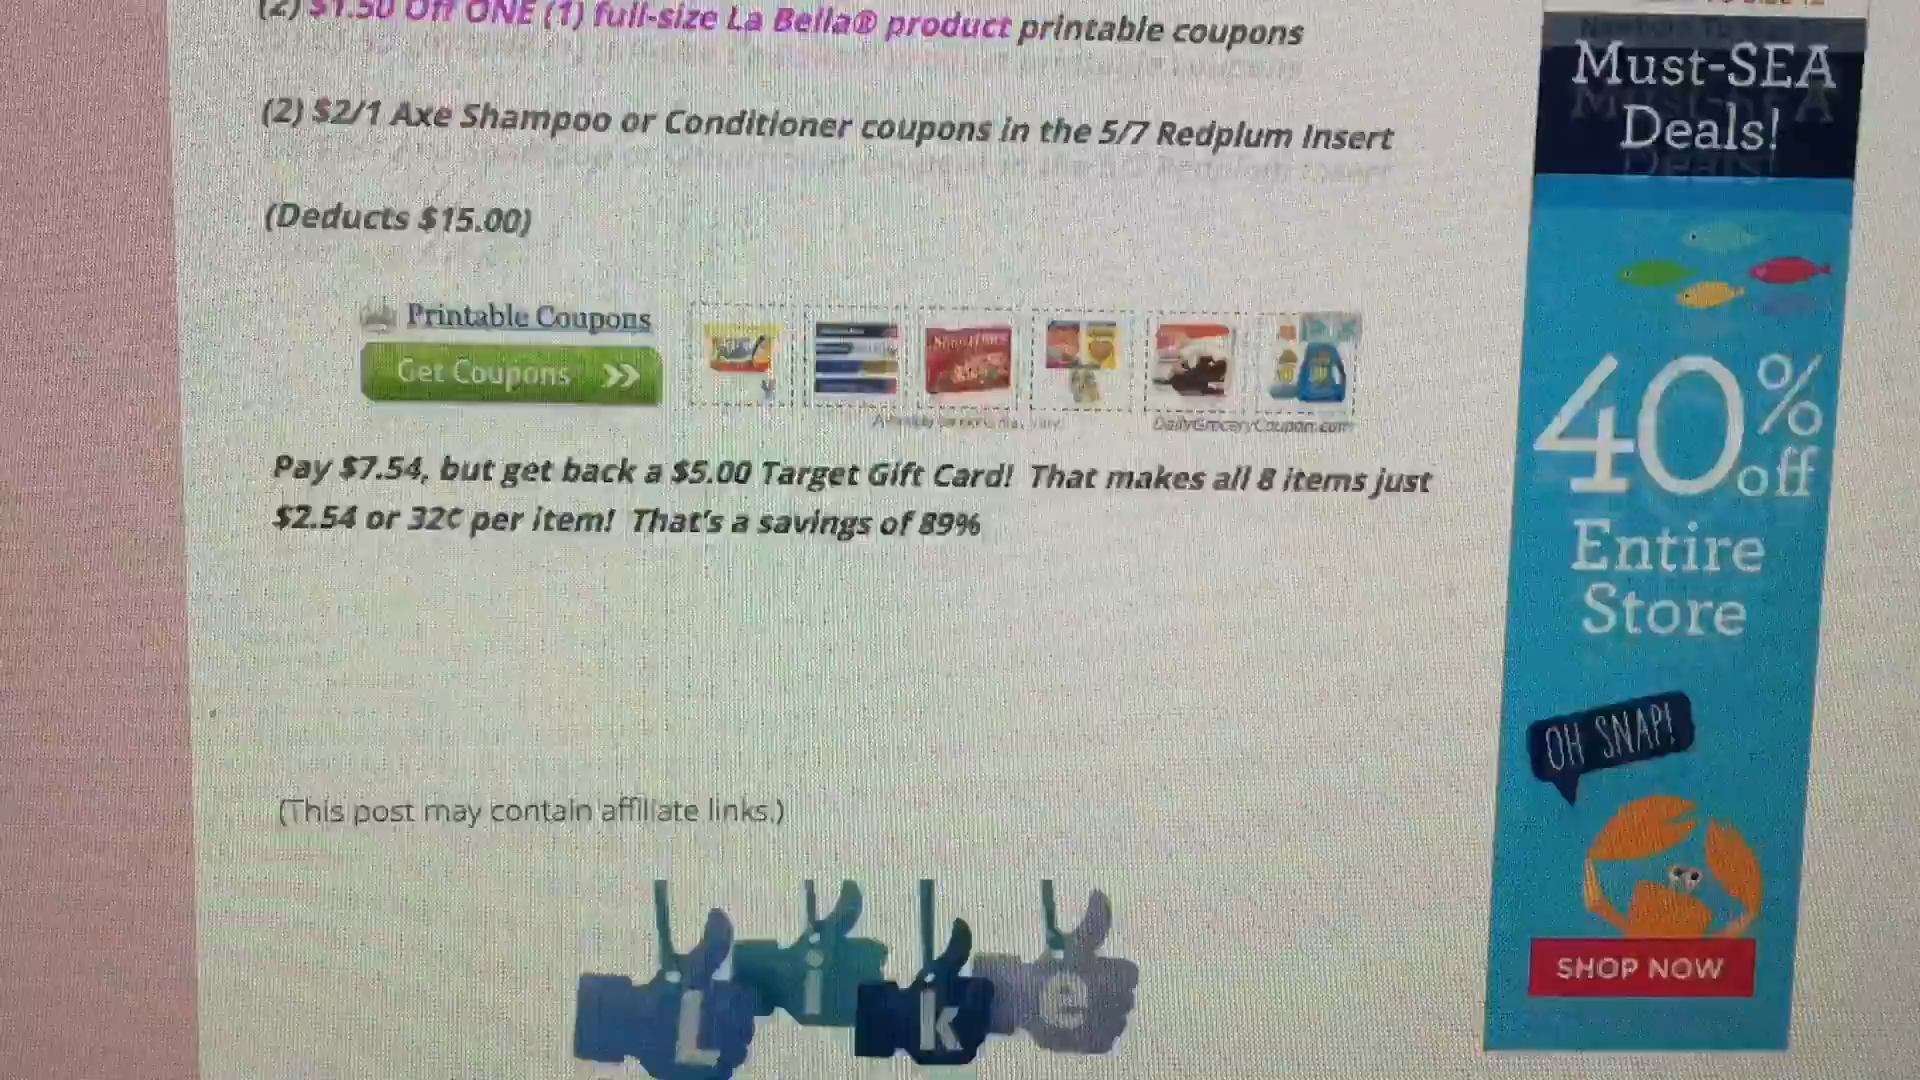 (2) $1.50 Off ONE (1) full-size La Bella® product printable coupons
(2) $2/1 Axe Shampoo or Conditioner coupons in the 5/7 Redplum Insert
(Deducts $15.00)
Printable Coupons
Get Coupons >>
DailyGroceryCoupon.com
Pay $7.54, but get back a $5.00 Target Gift Card! That makes all 8 items just
$2.54 or 32¢ per item! That's a savings of 89%
(This post may contain affiliate links.)
Like
Must-SEA
Deals!
40%
off
Entire
Store
OH SNAP!
SHOP NOW